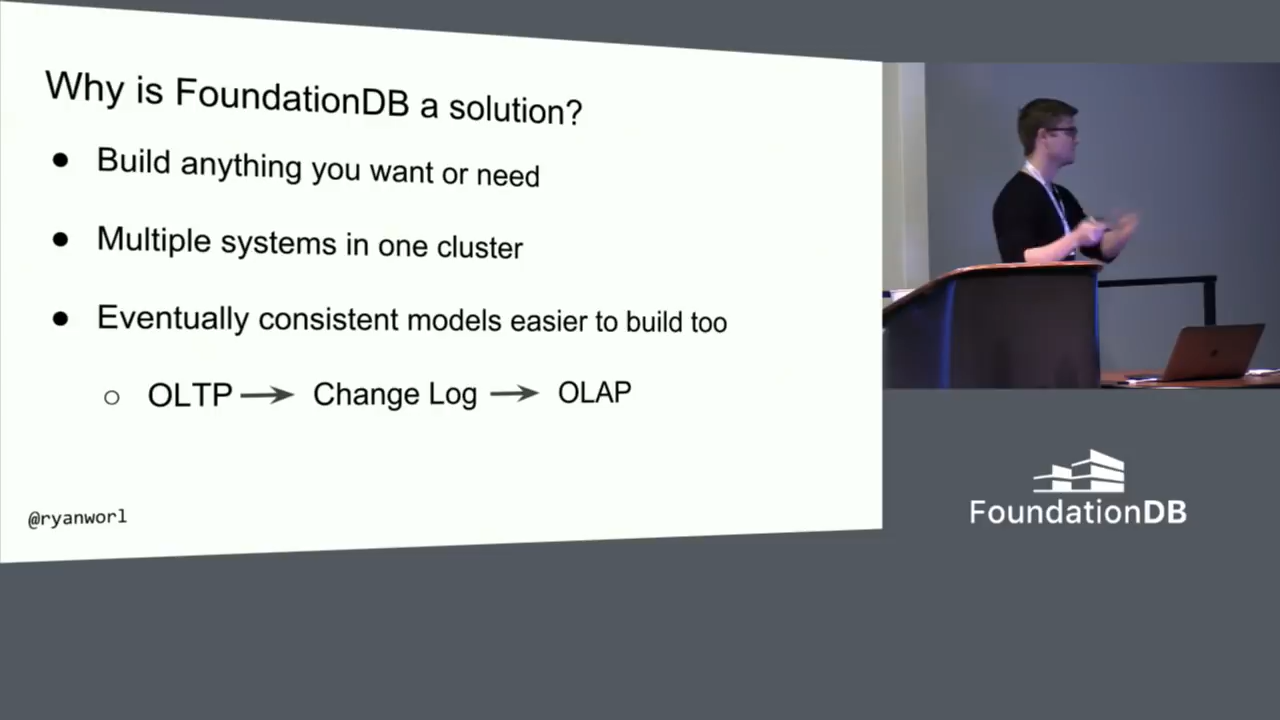 Why is FoundationDB a solution?
● Build anything you want or need
● Multiple systems in one cluster
● Eventually consistent models easier to build too
○ OLTP → Change Log → OLAP
@ryanworl
FoundationDB